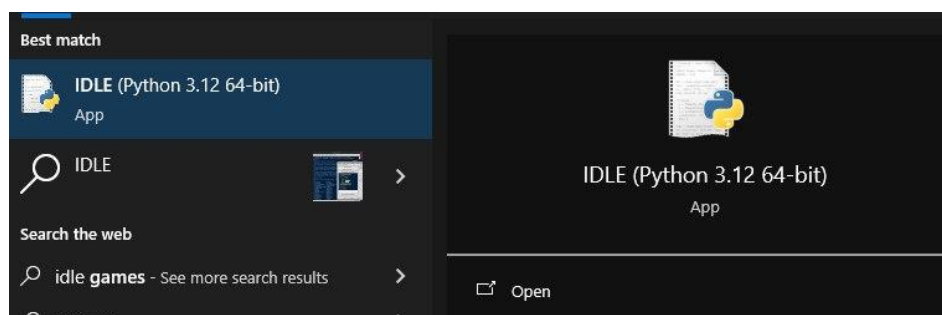 Best match
IDLE (Python 3.12 64-bit)
App
IDLE
Search the web
idle games - See more search results
IDLE (Python 3.12 64-bit)
App
Open